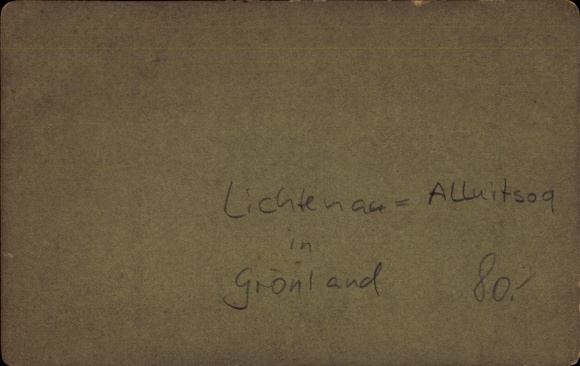 Lichtenau = Alluitsoq
in
Grönland 80.-